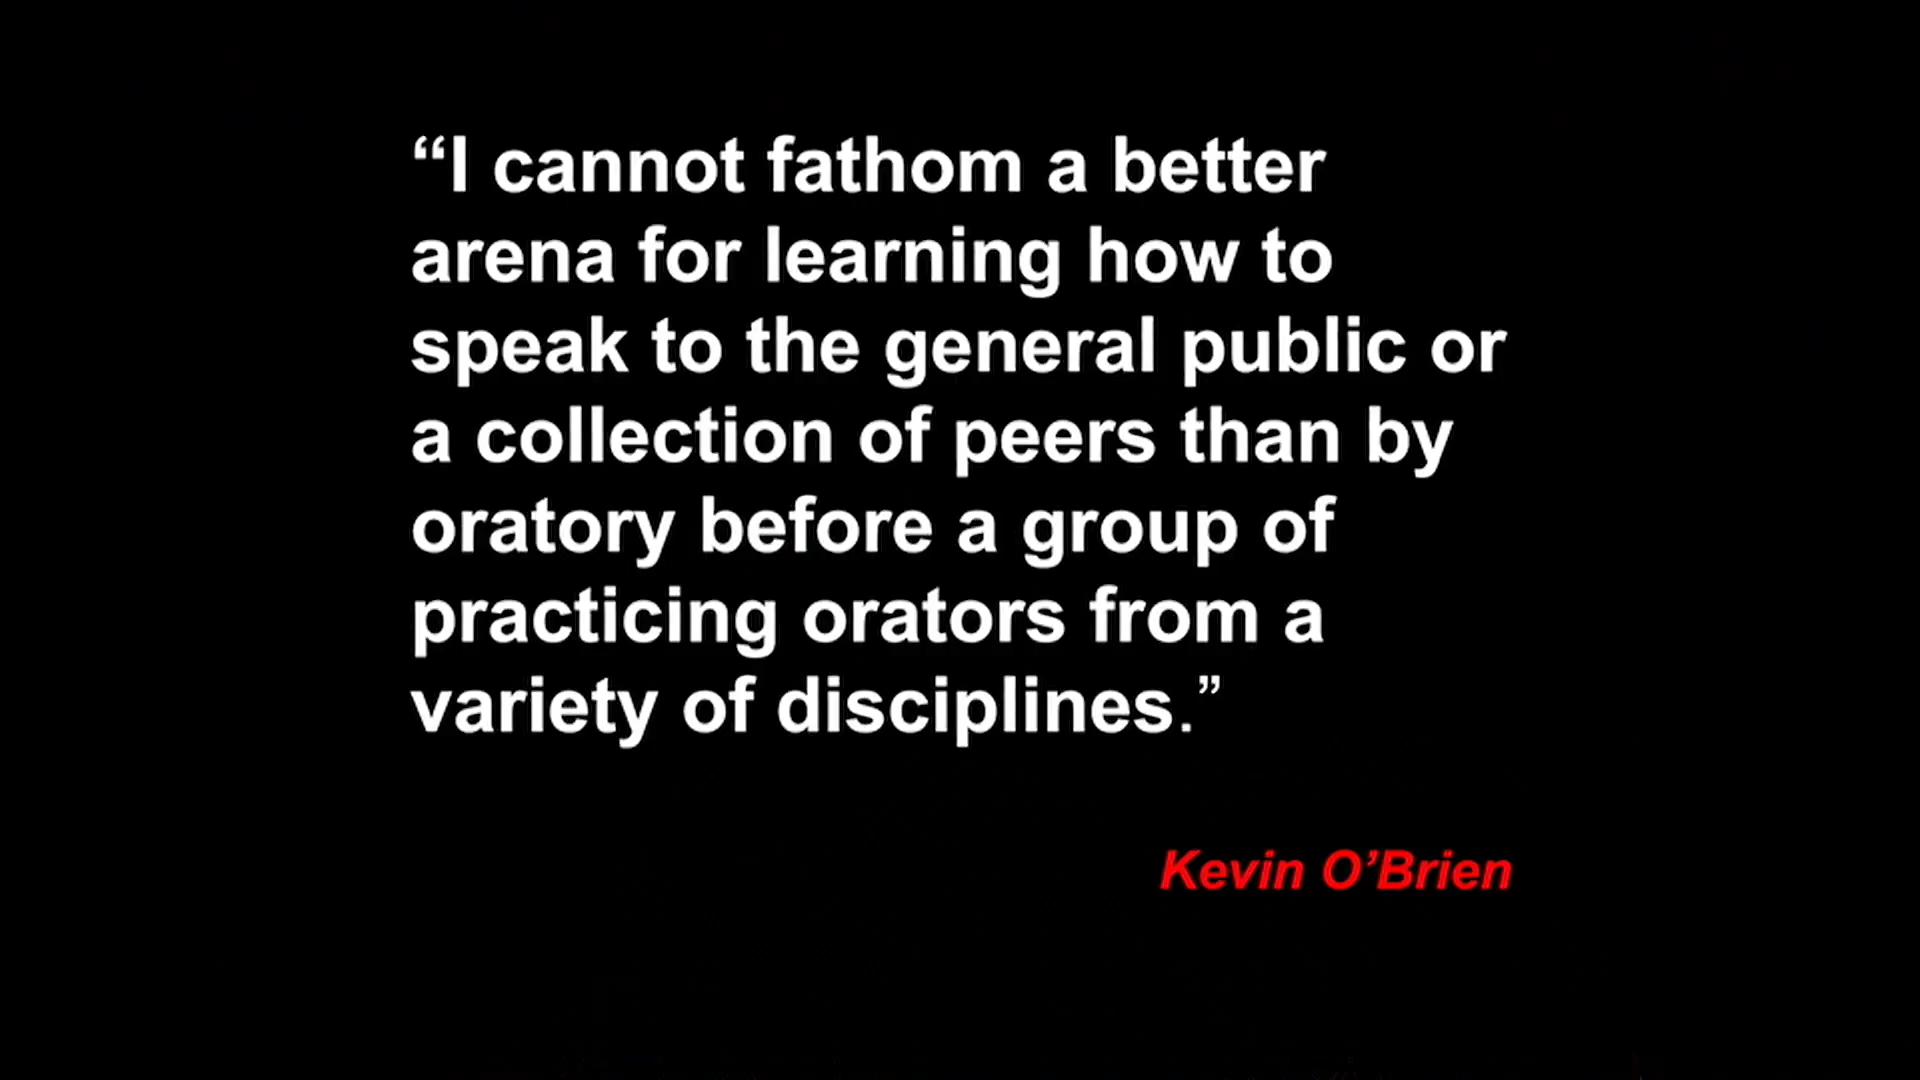 “I cannot fathom a better
arena for learning how to
speak to the general public or
a collection of peers than by
oratory before a group of
practicing orators from a
variety of disciplines.”
Kevin O’Brien